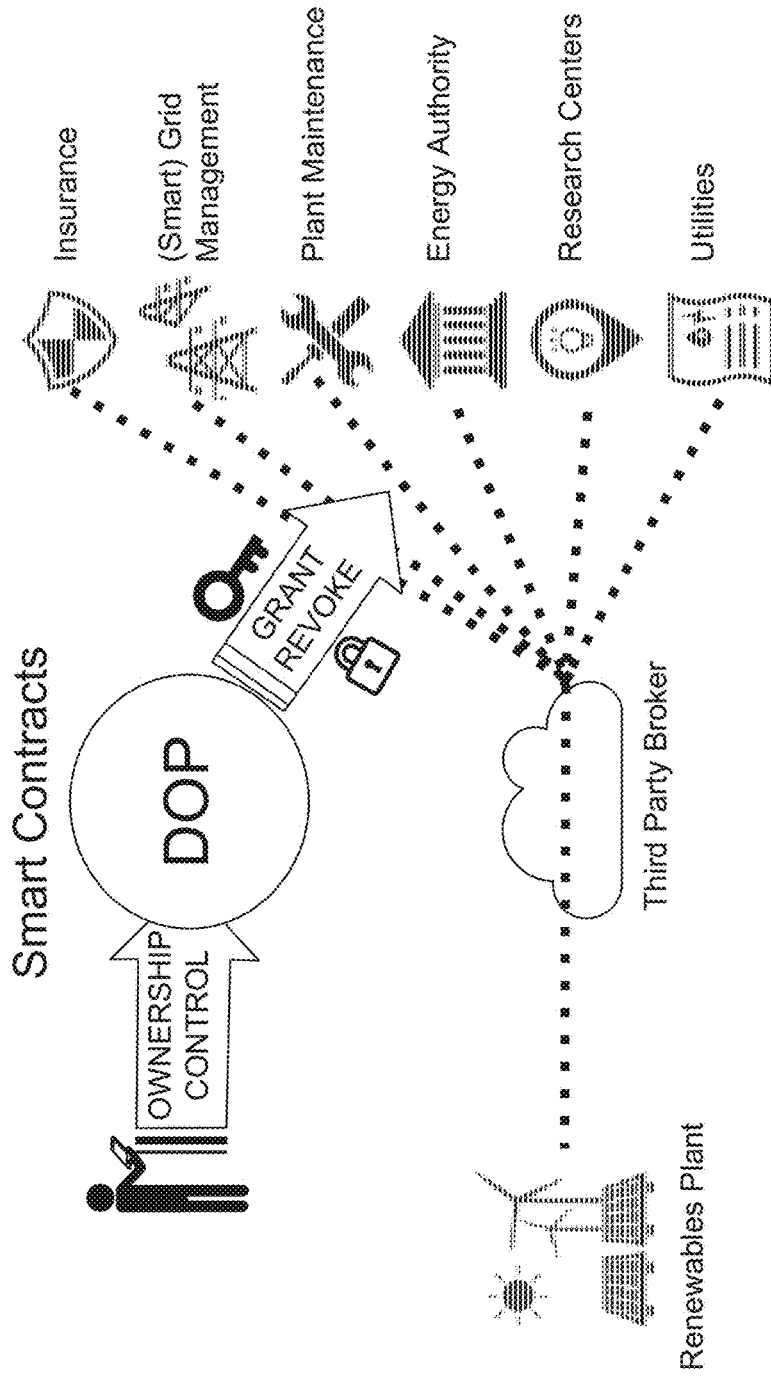 Smart Contracts
OWNERSHIP
CONTROL
DOP
GRANT
REVOKE
Insurance
(Smart) Grid
Management
Plant Maintenance
Energy Authority
Research Centers
Utilities
Third Party Broker
Renewables Plant